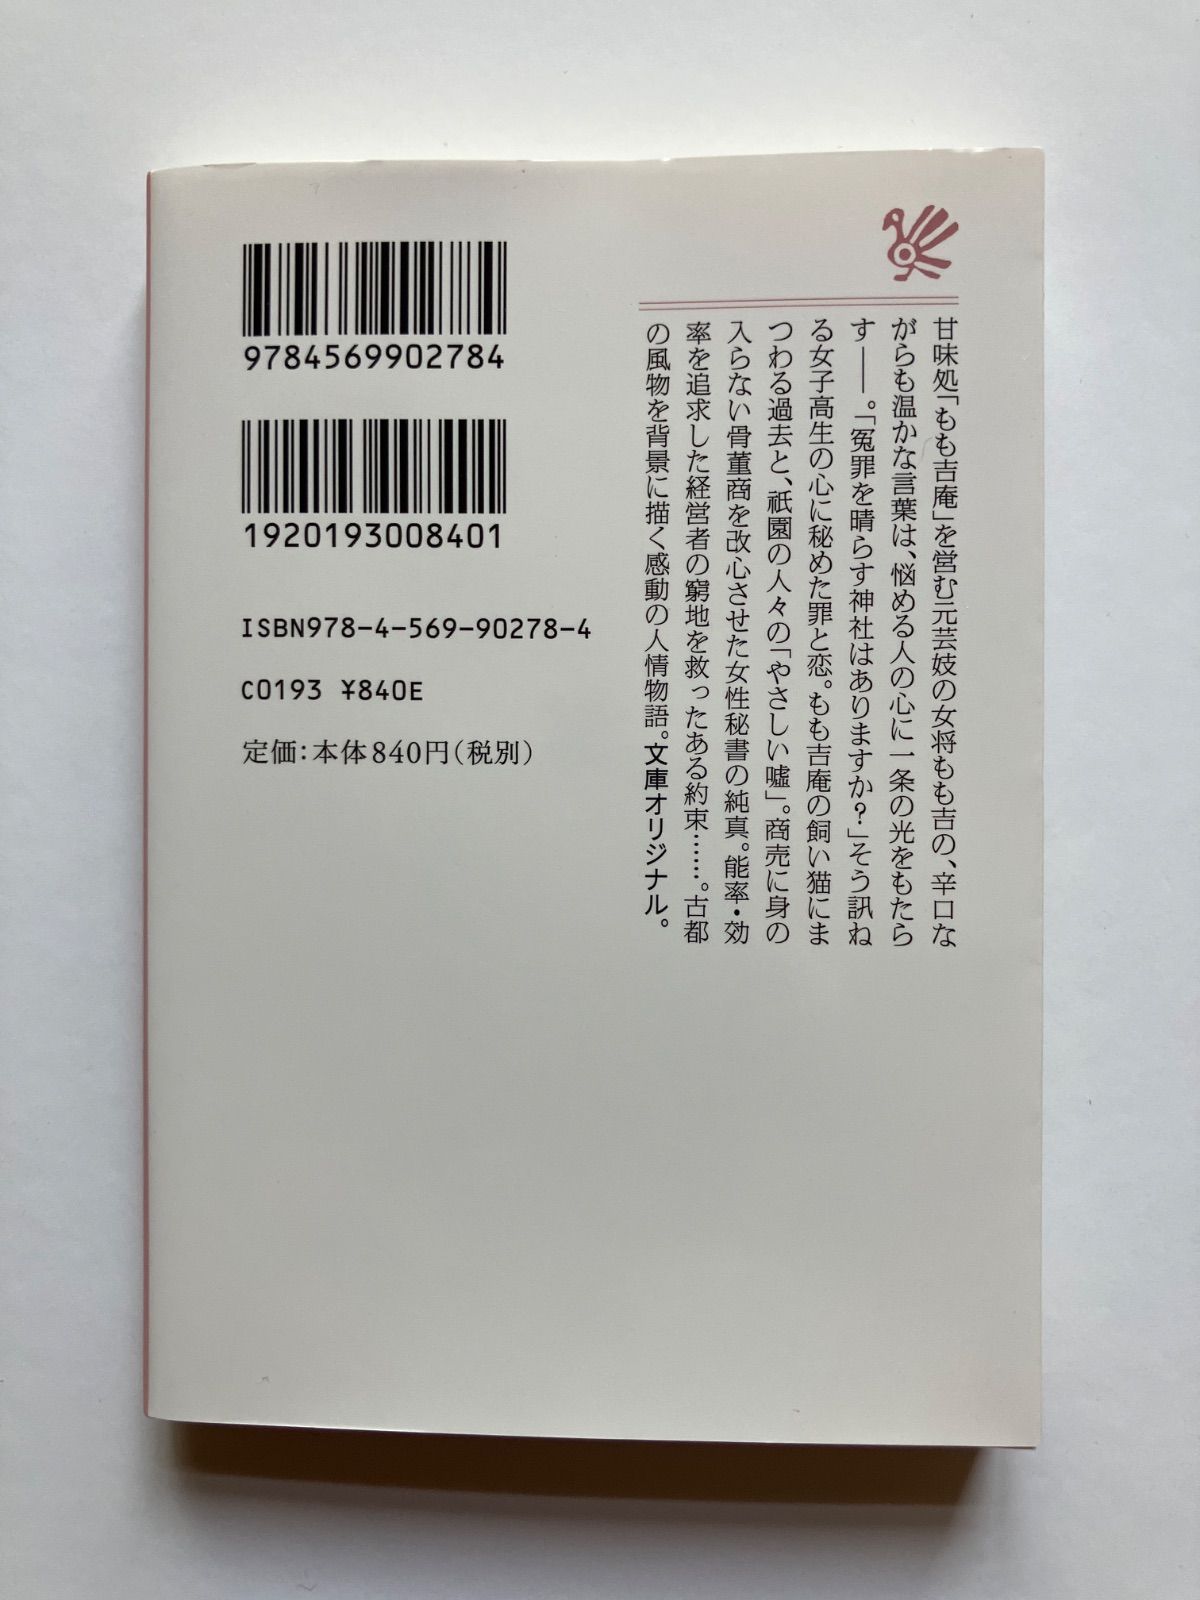 甘味処「もも吉庵」を営む元芸妓の女将もも吉の、辛口な
がらも温かな言葉は、悩める人の心に一条の光をもたら
す――。「冤罪を晴らす神社はありますか?」そう訊ね
る女子高生の心に秘めた罪と恋。もも吉庵の飼い猫にま
つわる過去と、祇園の人々の「やさしい嘘」。商売に身の
入らない骨董商を改心させた女性秘書の純真。能率・効
率を追求した経営者の窮地を救ったある約束……。古都
の風物を背景に描く感動の人情物語。文庫オリジナル。
9784569902784
1920193008401
ISBN978-4-569-90278-4
C0193 ¥840E
定価:本体840円(税別)